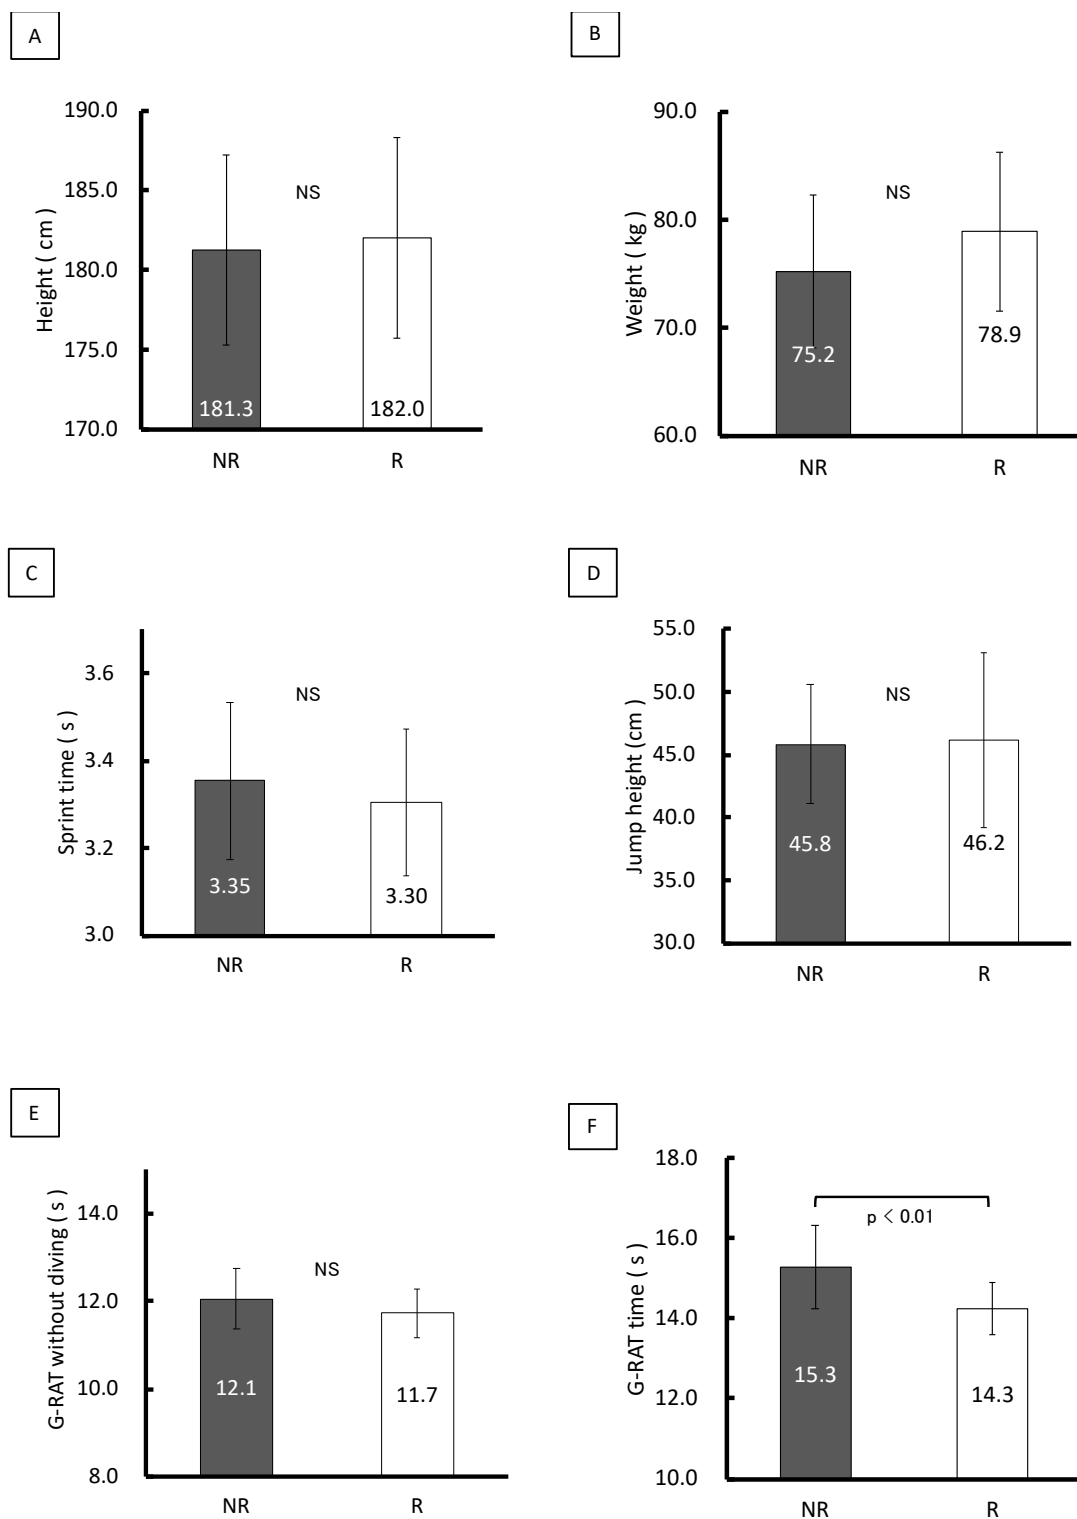 A
Height ( cm )
190.0
185.0
180.0
175.0
170.0
NS
181.3
182.0
NR
R
B
Weight ( kg )
90.0
80.0
70.0
60.0
NS
75.2
78.9
NR
R
C
Sprint time ( s )
3.6
3.4
3.2
3.0
NS
3.35
3.30
NR
R
D
Jump height (cm )
55.0
50.0
45.0
40.0
35.0
30.0
NS
45.8
46.2
NR
R
E
G-RAT without diving ( s )
14.0
12.0
10.0
8.0
NS
12.1
11.7
NR
R
F
G-RAT time ( s )
18.0
16.0
14.0
12.0
10.0
p < 0.01
15.3
14.3
NR
R